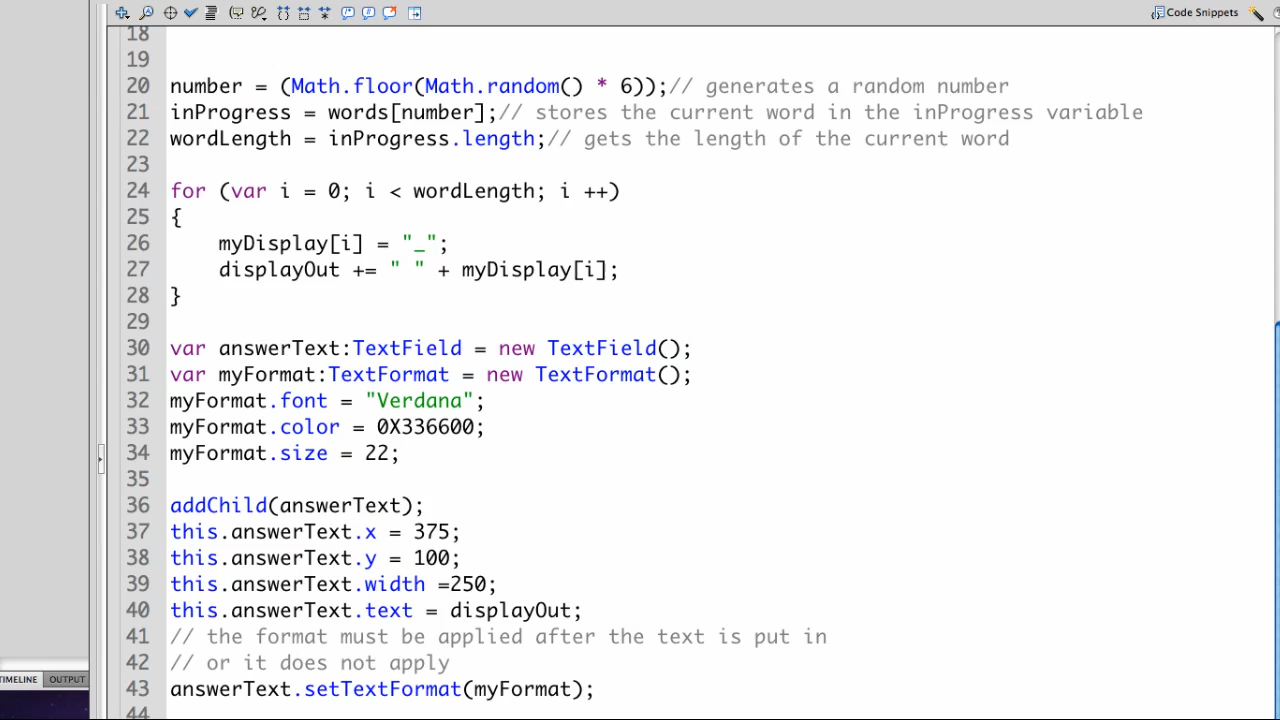 Code Snippets
18
19
20 number = (Math.floor(Math.random() * 6));// generates a random number
21 inProgress = words[number];// stores the current word in the inProgress variable
22 wordLength = inProgress.length;// gets the length of the current word
23
24 for (var i = 0; i < wordLength; i ++)
25 {
26 myDisplay[i] = "_";
27 displayOut += " " + myDisplay[i];
28 }
29
30 var answerText:TextField = new TextField();
31 var myFormat:TextFormat = new TextFormat();
32 myFormat.font = "Verdana";
33 myFormat.color = 0X336600;
34 myFormat.size = 22;
35
36 addChild(answerText);
37 this.answerText.x = 375;
38 this.answerText.y = 100;
39 this.answerText.width =250;
40 this.answerText.text = displayOut;
41 // the format must be applied after the text is put in
42 // or it does not apply
43 answerText.setTextFormat(myFormat);
44
TIMELINE OUTPUT